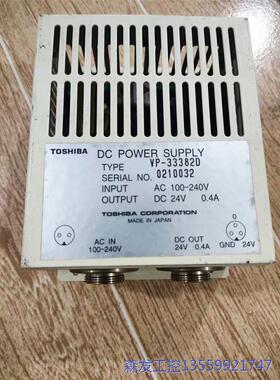 TOSHIBA DC POWER SUPPLY
TYPE VP-33382D
SERIAL NO. 0210032
INPUT AC 100-240V
OUTPUT DC 24V 0.4A
TOSHIBA CORPORATION
MADE IN JAPAN
AC IN
100-240V
DC OUT
24V 0.4A
GND 24V
森发工控13559921747